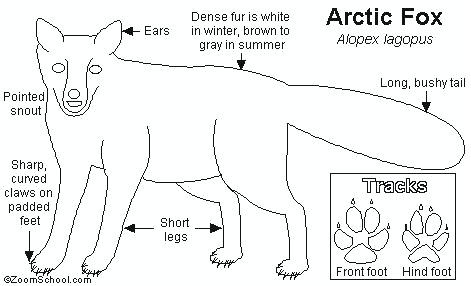 Arctic Fox
Alopex lagopus
Dense fur is white
in winter, brown to
gray in summer
Ears
Long, bushy tail
Pointed
snout
Sharp,
curved
claws on
padded
feet
Short
legs
Tracks
Front foot
Hind foot
©ZoomSchool.com